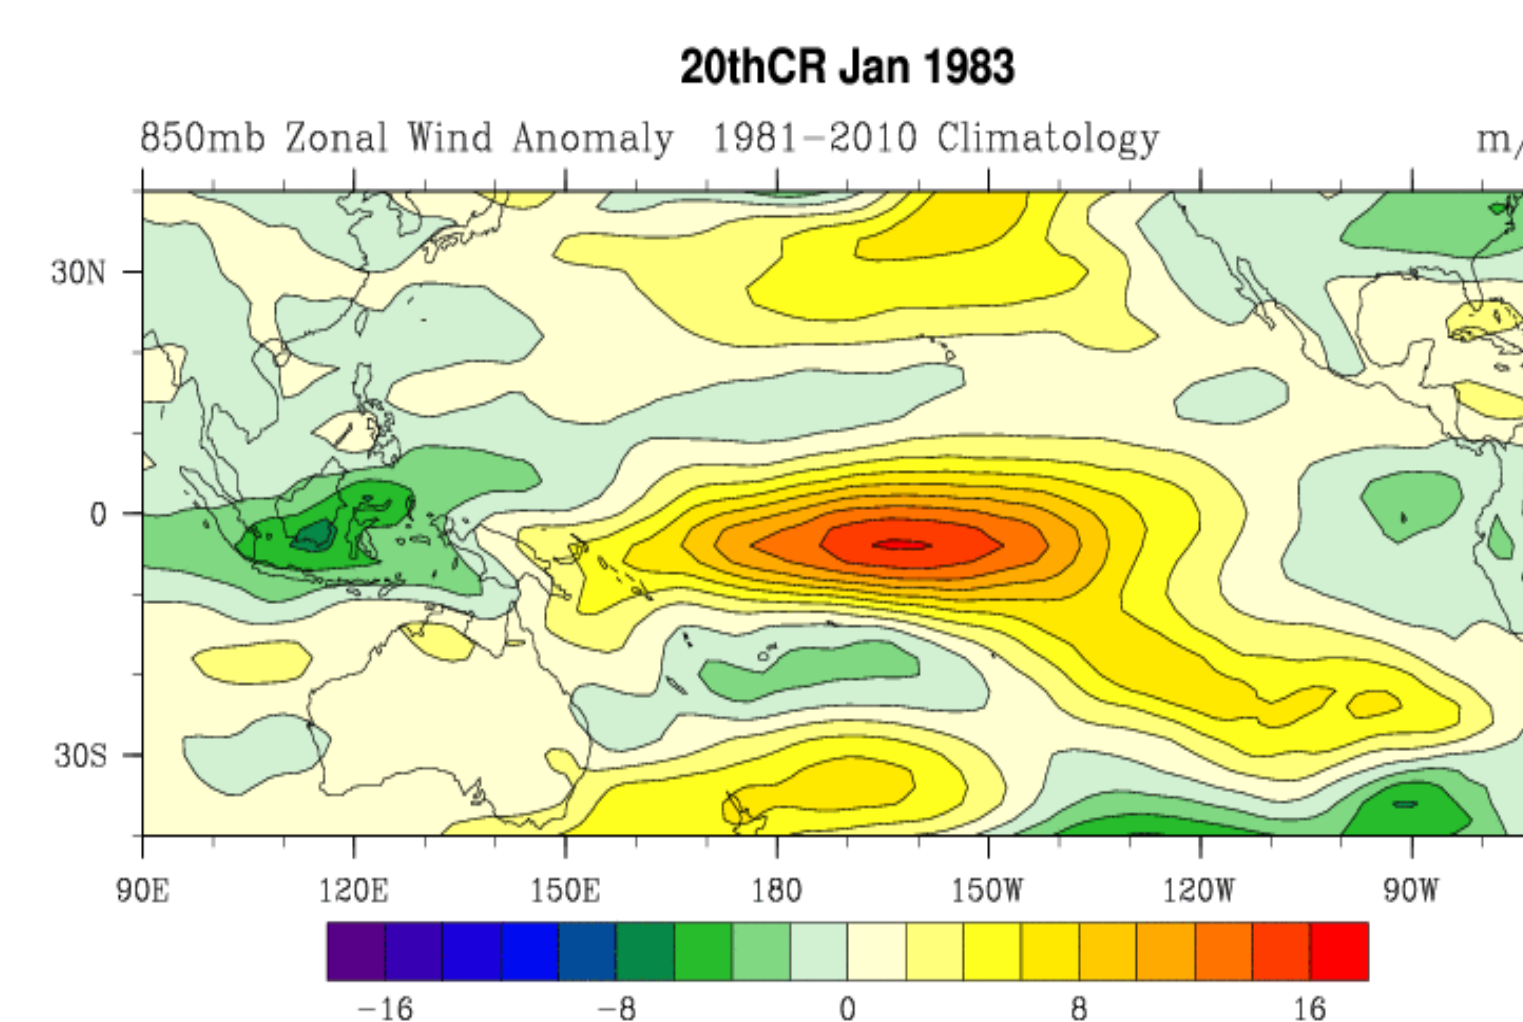 20thCR Jan 1983
850mb Zonal Wind Anomaly 1981-2010 Climatology m/
30N
0
30S
90E 120E 150E 180 150W 120W 90W
-16 -8 0 8 16